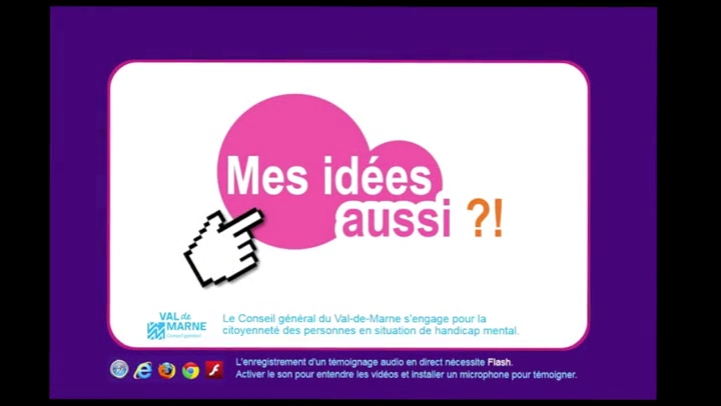 Mes idées
aussi ?!
VAL de
MARNE
Conseil général
Le Conseil général du Val-de-Marne s'engage pour la
citoyenneté des personnes en situation de handicap mental.
L'enregistrement d'un témoignage audio en direct nécessite Flash.
Activer le son pour entendre les vidéos et installer un microphone pour témoigner.